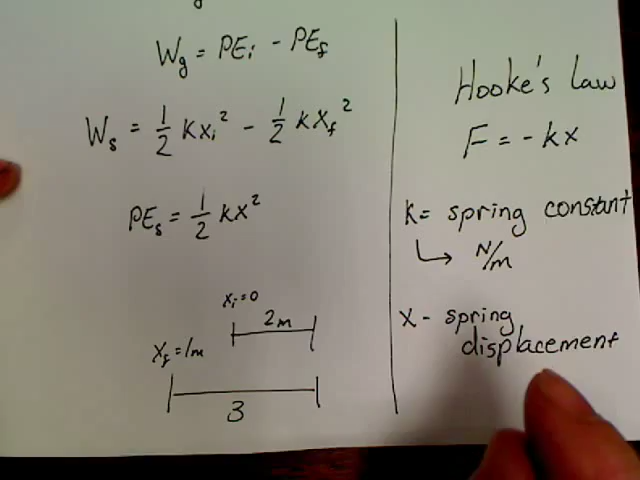 Wg = PEi - PEf
Ws = 1/2 kxi² - 1/2 kxf²
PEs = 1/2 kx²
xi=0
2m
xf=1m
3
Hooke's Law
F = -kx
k= spring constant
N/m
x - spring
displacement